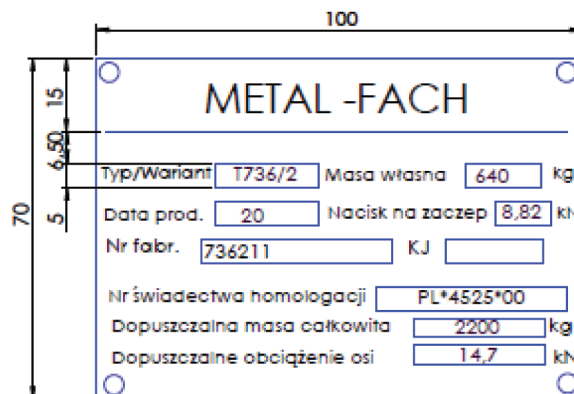 100
METAL -FACH
15
6,50
Typ/Wariant T736/2 Masa własna 640 kg
5
70
Data prod. 20 Nacisk na zaczep 8,82 kN
Nr fabr. 736211 KJ
Nr świadectwa homologacji PL*4525*00
Dopuszczalna masa całkowita 2200 kg
Dopuszczalne obciążenie osi 14,7 kN